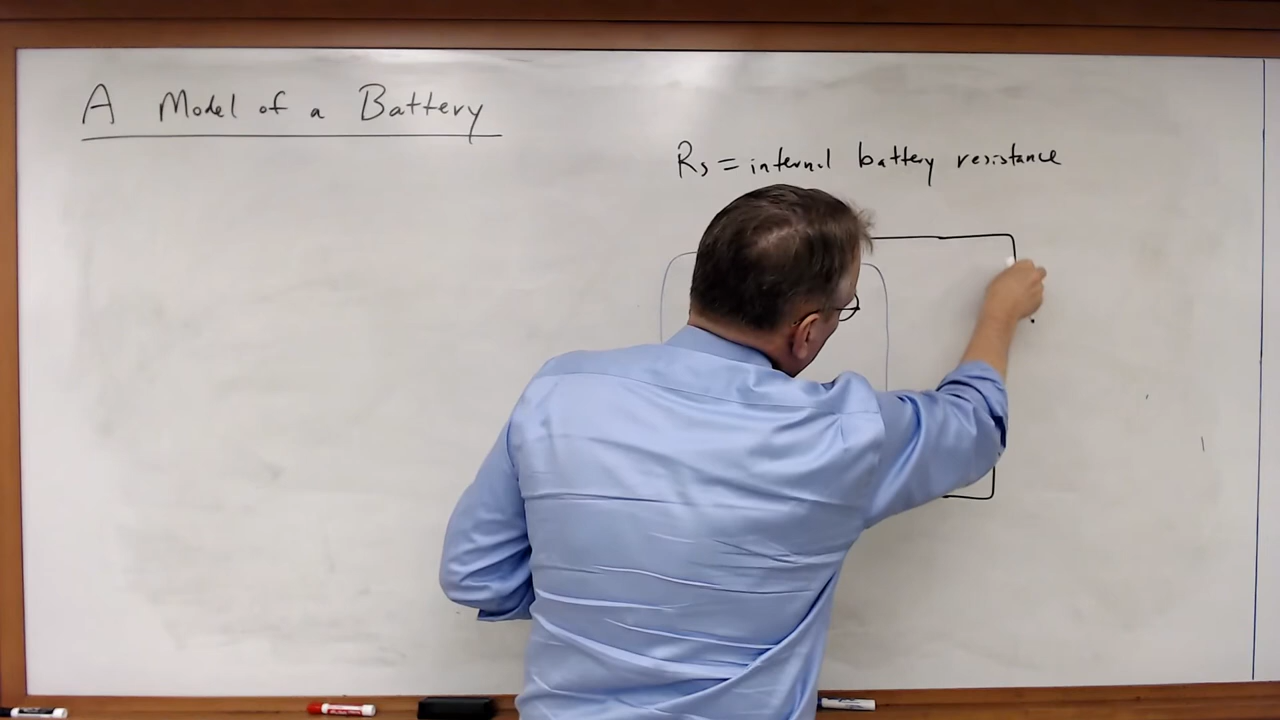 A Model of a Battery
Rs = internal battery resistance